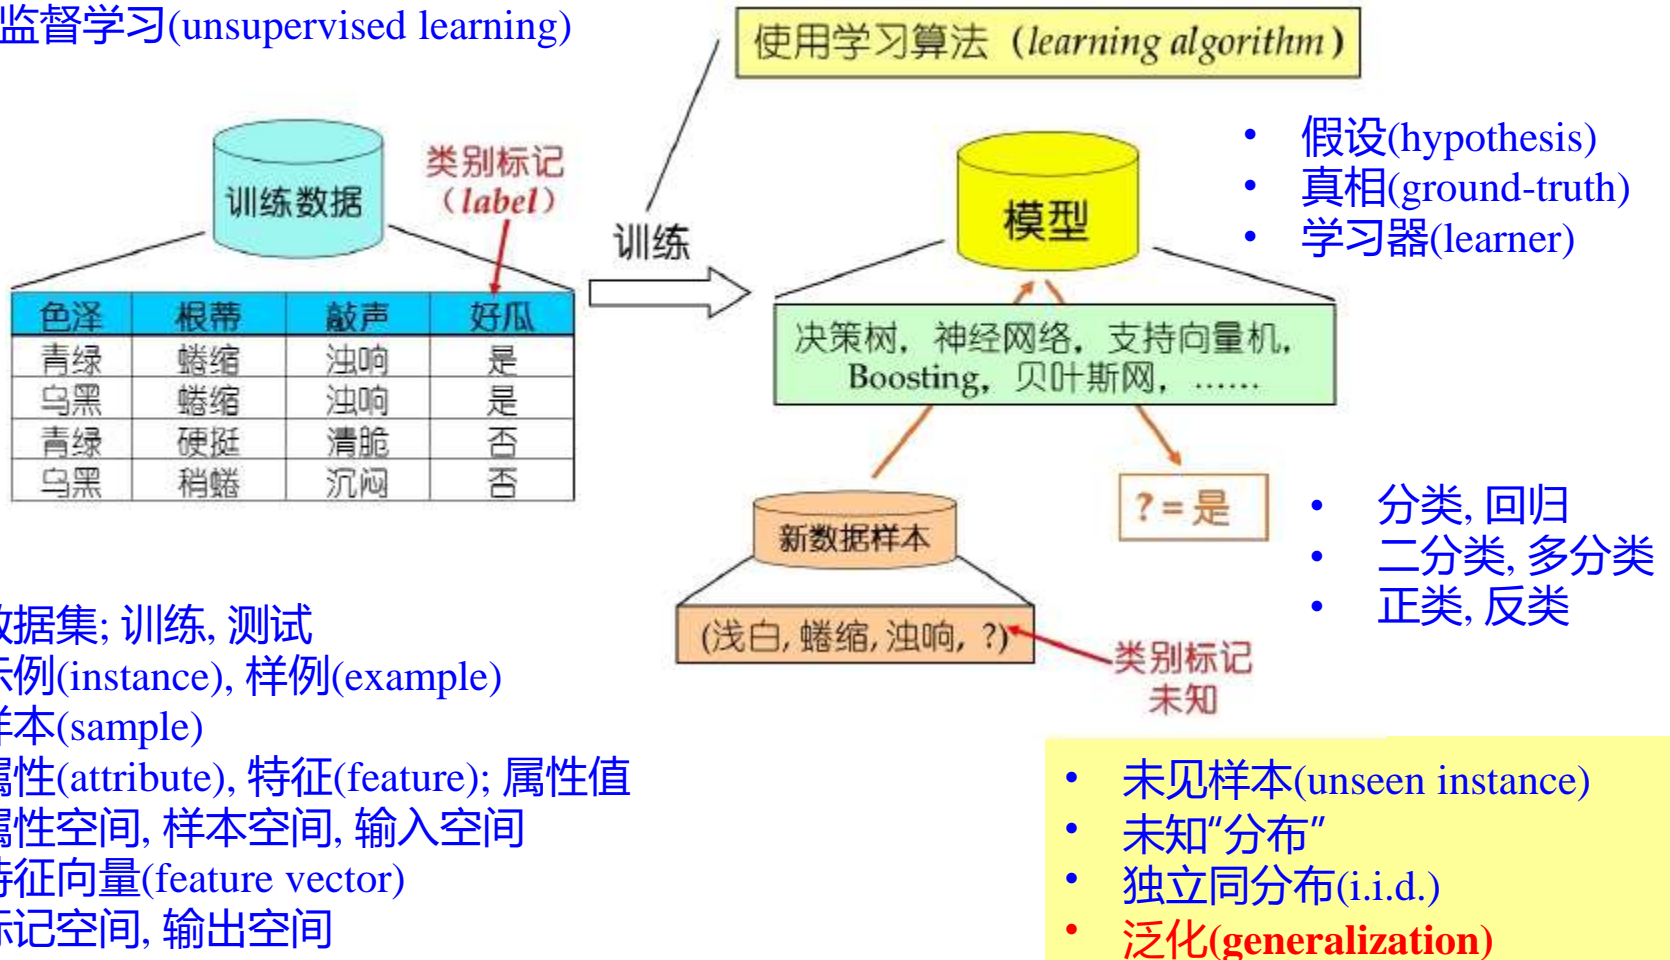 监督学习(unsupervised learning)
使用学习算法（learning algorithm）
训练数据
类别标记
（label）
训练
模型
• 假设(hypothesis)
• 真相(ground-truth)
• 学习器(learner)
色泽 根蒂 敲声 好瓜
青绿 蜷缩 浊响 是
乌黑 蜷缩 浊响 是
青绿 硬挺 清脆 否
乌黑 稍蜷 沉闷 否
决策树，神经网络，支持向量机，
Boosting，贝叶斯网，……
新数据样本
(浅白, 蜷缩, 浊响, ?)
? = 是
类别标记
未知
• 分类, 回归
• 二分类, 多分类
• 正类, 反类
数据集; 训练, 测试
示例(instance), 样例(example)
样本(sample)
属性(attribute), 特征(feature); 属性值
属性空间, 样本空间, 输入空间
特征向量(feature vector)
标记空间, 输出空间
• 未见样本(unseen instance)
• 未知“分布”
• 独立同分布(i.i.d.)
• 泛化(generalization)